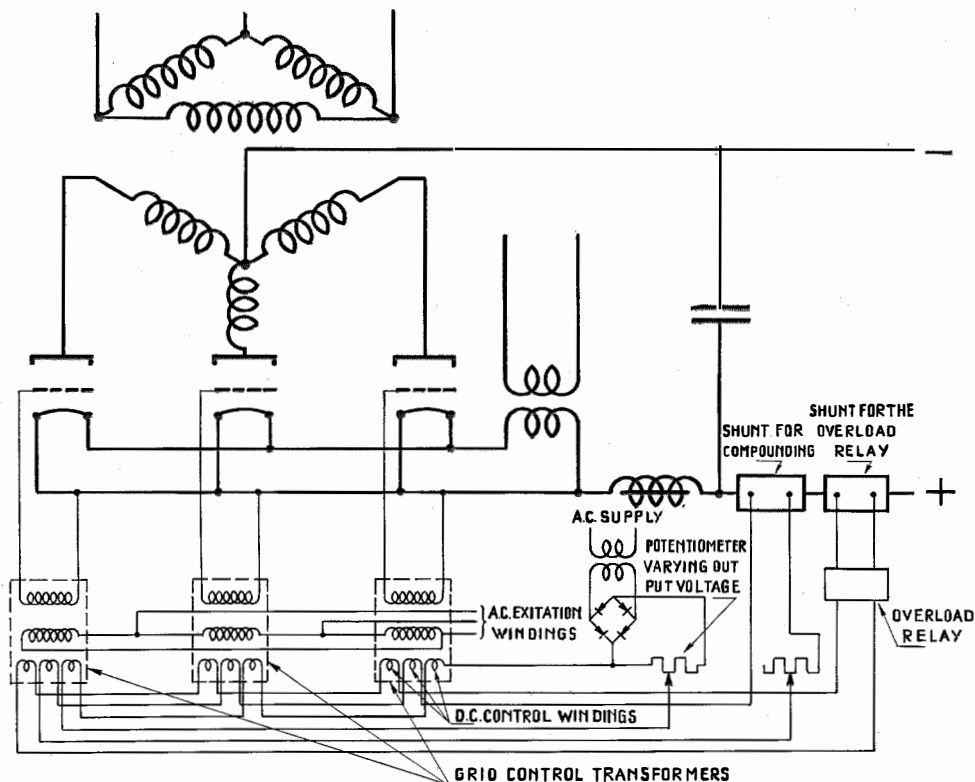 −
SHUNT FOR
COMPOUNDING
SHUNT FOR THE
OVERLOAD
RELAY
+
A.C. SUPPLY
POTENTIOMETER
VARYING OUT
PUT VOLTAGE
A.C. EXITATION
WINDINGS
OVERLOAD
RELAY
D.C. CONTROL WINDINGS
GRID CONTROL TRANSFORMERS